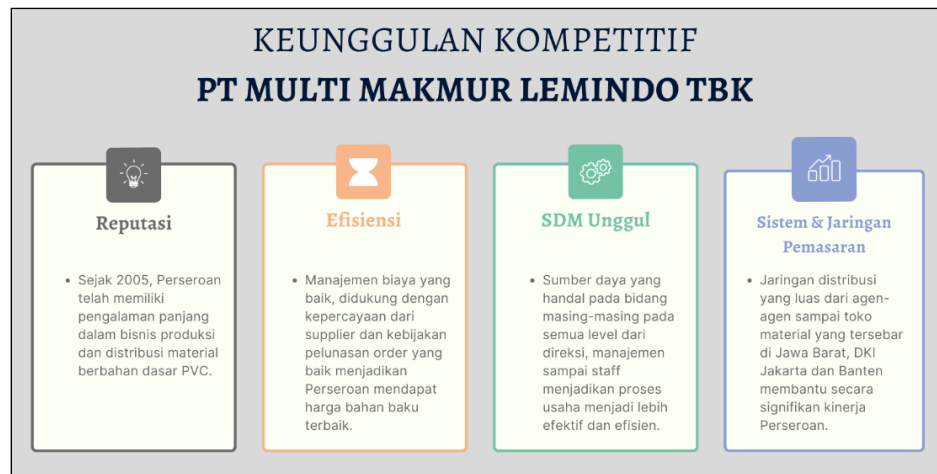 KEUNGGULAN KOMPETITIF
PT MULTI MAKMUR LEMINDO TBK
Reputasi
• Sejak 2005, Perseroan
telah memiliki
pengalaman panjang
dalam bisnis produksi
dan distribusi material
berbahan dasar PVC.
Efisiensi
• Manajemen biaya yang
baik, didukung dengan
kepercayaan dari
supplier dan kebijakan
pelunasan order yang
baik menjadikan
Perseroan mendapat
harga bahan baku
terbaik.
SDM Unggul
• Sumber daya yang
handal pada bidang
masing-masing pada
semua level dari
direksi, manajemen
sampai staff
menjadikan proses
usaha menjadi lebih
efektif dan efisien.
Sistem & Jaringan
Pemasaran
• Jaringan distribusi
yang luas dari agen-
agen sampai toko
material yang tersebar
di Jawa Barat, DKI
Jakarta dan Banten
membantu secara
signifikan kinerja
Perseroan.